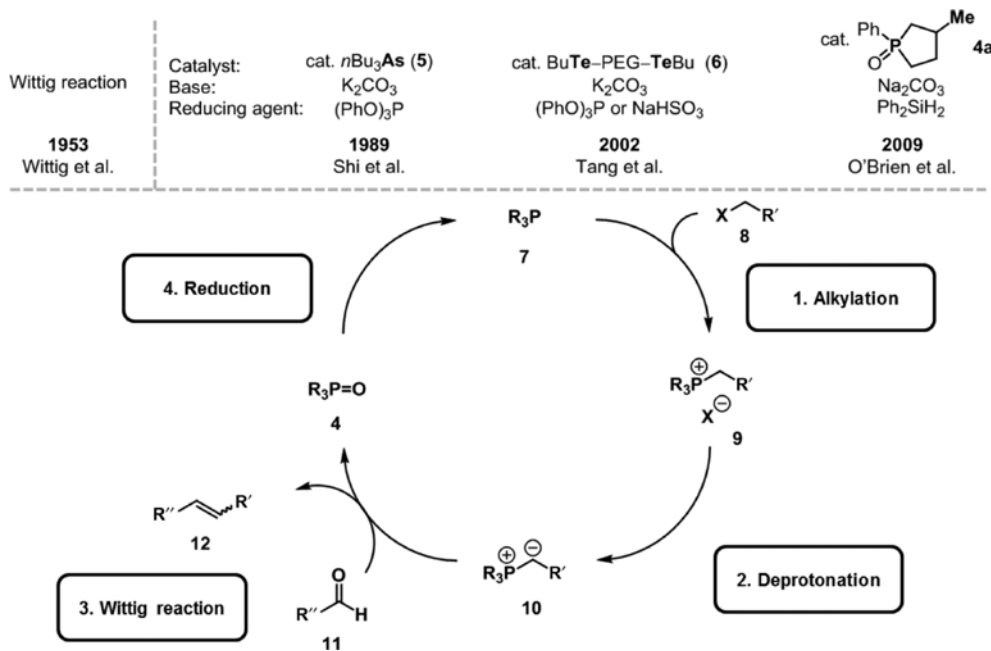 Wittig reaction
1953
Wittig et al.
Catalyst:
Base:
Reducing agent:
cat. nBu₃As (5)
K₂CO₃
(PhO)₃P
1989
Shi et al.
cat. BuTe–PEG–TeBu (6)
K₂CO₃
(PhO)₃P or NaHSO₃
2002
Tang et al.
cat.
Ph
P
O
Me
4a
Na₂CO₃
Ph₂SiH₂
2009
O'Brien et al.
R₃P
7
X
R′
8
4. Reduction
1. Alkylation
R₃P⊕
R′
X⊖
9
R₃P=O
4
R″
R′
12
3. Wittig reaction
R″
O
H
11
R₃P⊕
⊖
R′
10
2. Deprotonation